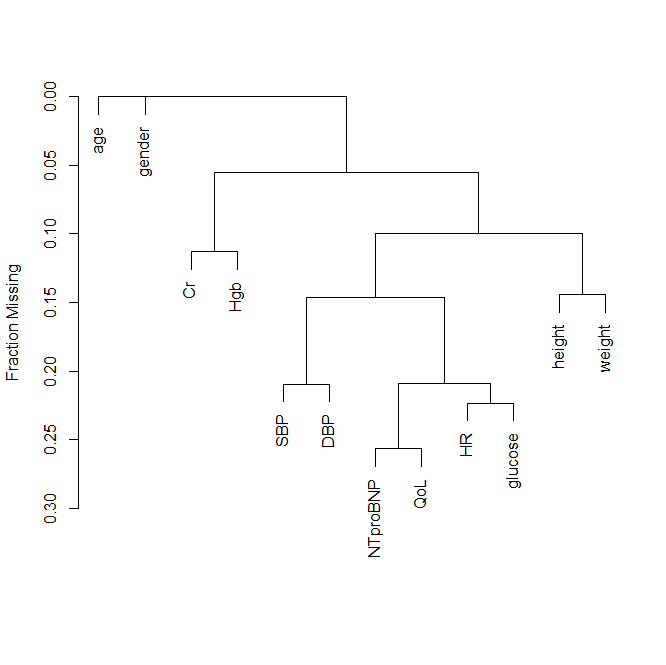 Fraction Missing
0.00
0.05
0.10
0.15
0.20
0.25
0.30
age
gender
Cr
Hgb
SBP
DBP
NTproBNP
QoL
HR
glucose
height
weight